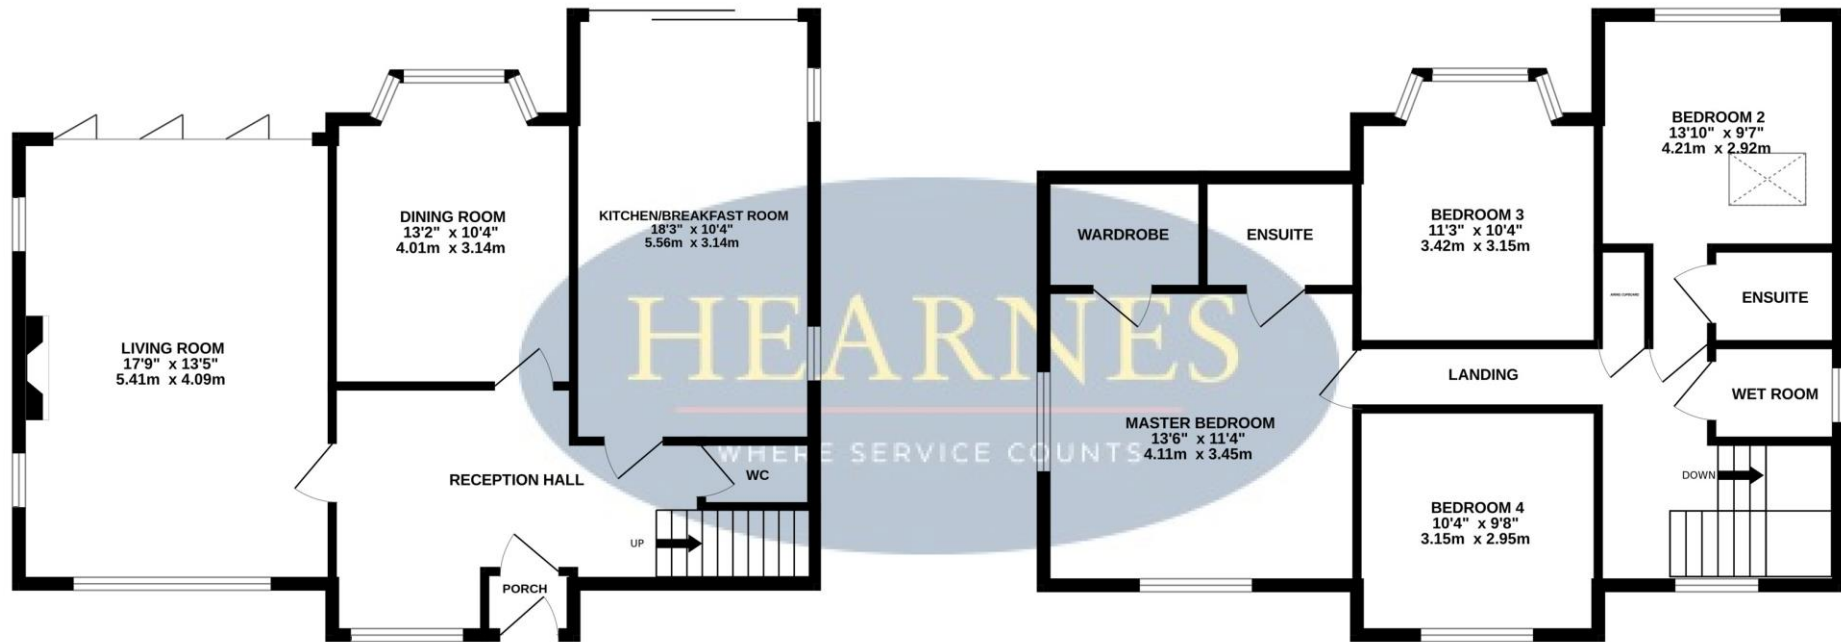 DINING ROOM
13'2" x 10'4"
4.01m x 3.14m
KITCHEN/BREAKFAST ROOM
18'3" x 10'4"
5.56m x 3.14m
LIVING ROOM
17'9" x 13'5"
5.41m x 4.09m
RECEPTION HALL
WC
UP
PORCH
HEARNES
WHERE SERVICE COUNTS
BEDROOM 2
13'10" x 9'7"
4.21m x 2.92m
WARDROBE
ENSUITE
BEDROOM 3
11'3" x 10'4"
3.42m x 3.15m
ENSUITE
LANDING
WET ROOM
MASTER BEDROOM
13'6" x 11'4"
4.11m x 3.45m
DOWN
BEDROOM 4
10'4" x 9'8"
3.15m x 2.95m